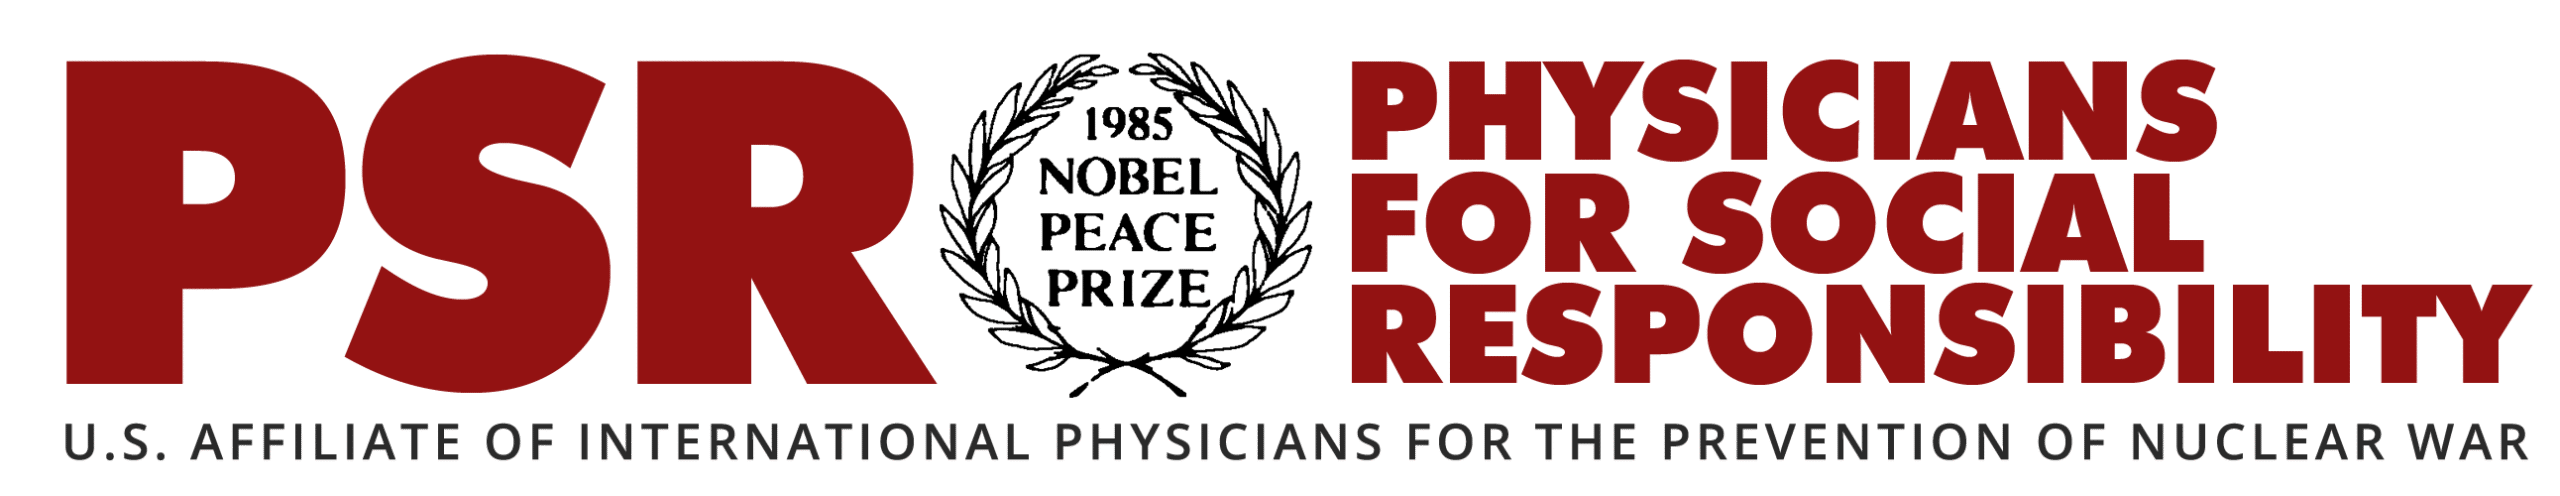 PSR
1985
NOBEL
PEACE
PRIZE
PHYSICIANS
FOR SOCIAL
RESPONSIBILITY
U.S. AFFILIATE OF INTERNATIONAL PHYSICIANS FOR THE PREVENTION OF NUCLEAR WAR